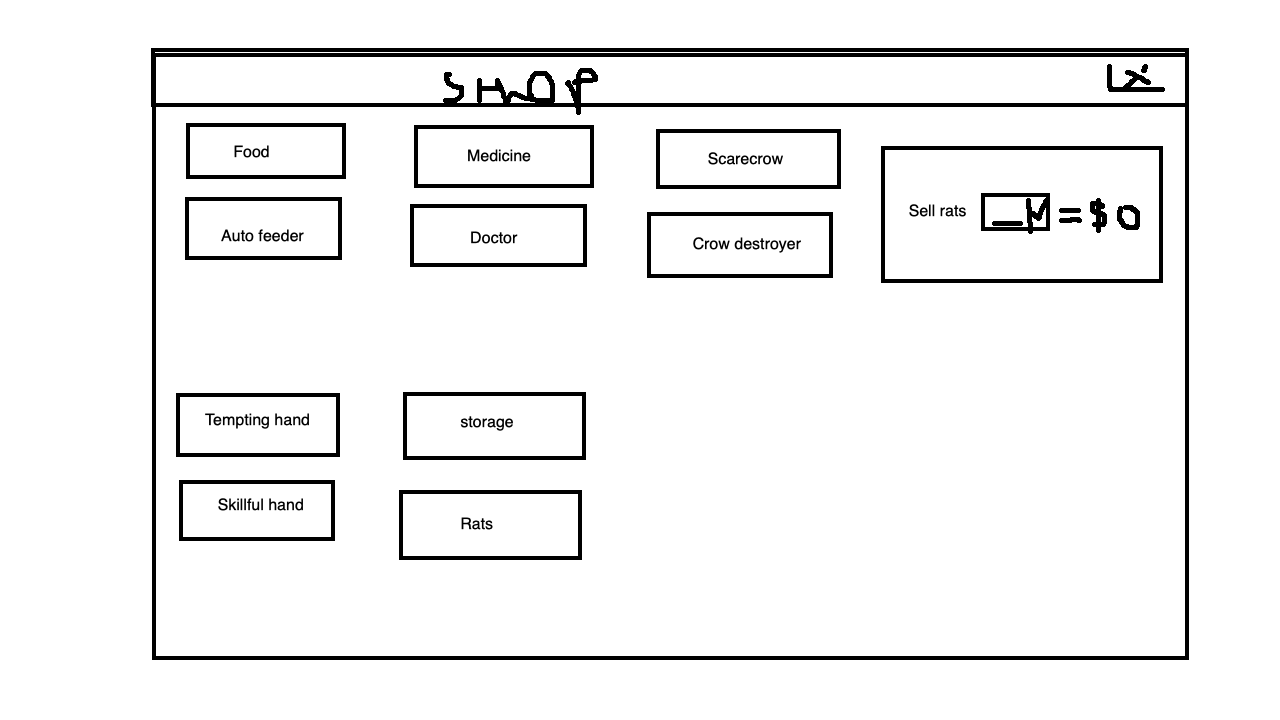 SHOP
X
Food
Medicine
Scarecrow
Sell rats _M = $0
Auto feeder
Doctor
Crow destroyer
Tempting hand
storage
Skillful hand
Rats